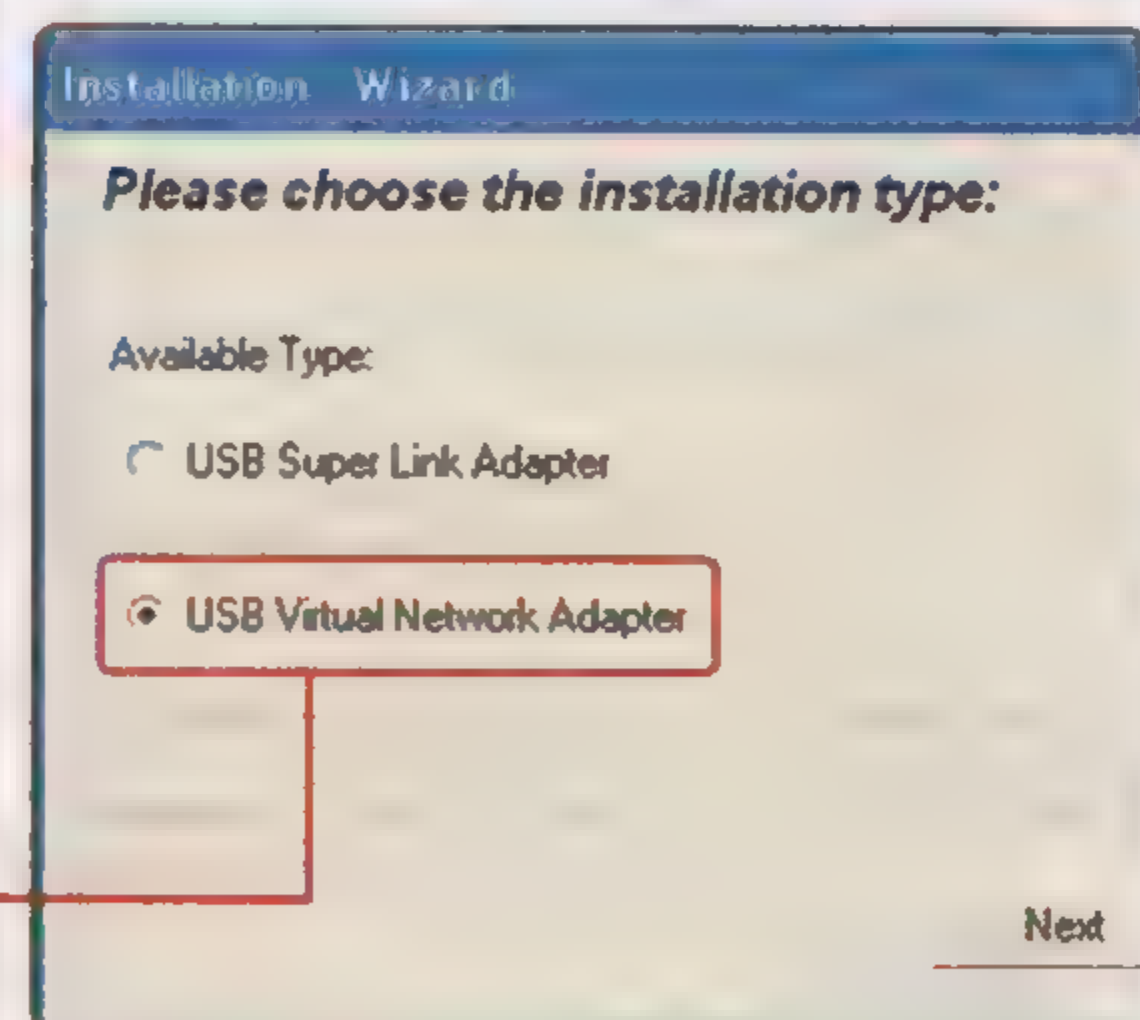 Installation Wizard
Please choose the installation type:
Available Type:
USB Super Link Adapter
USB Virtual Network Adapter
Next